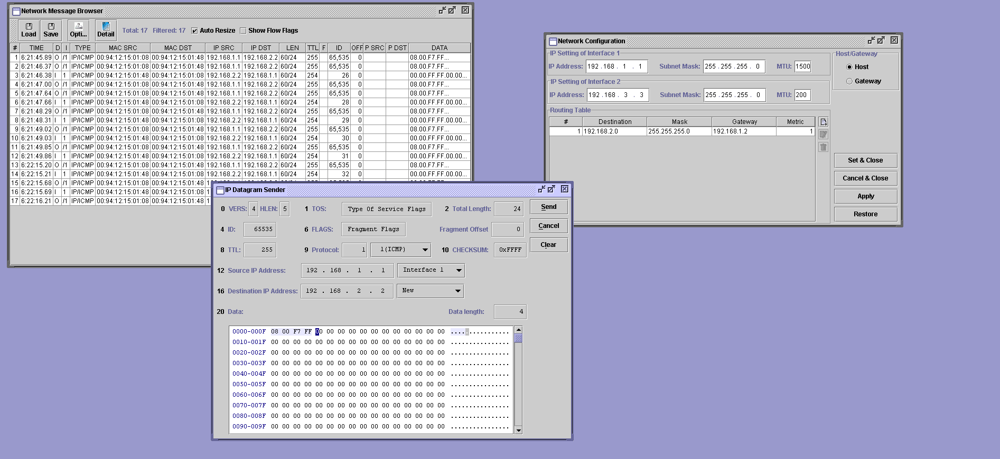 Network Message Browser
Load Save Opti... Detail Total: 17 Filtered: 17 Auto Resize Show Flow Flags
# TIME D I TYPE MAC SRC MAC DST IP SRC IP DST LEN TTL F ID OFF P SRC P DST DATA
1 6:21:45.89 O /1 IP/ICMP 00:94:12:15:01:08 00:94:12:15:01:48 192.168.1.1 192.168.2.2 60/24 255 65,535 0 08.00.F7.FF...
2 6:21:46.37 O /1 IP/ICMP 00:94:12:15:01:08 00:94:12:15:01:48 192.168.1.1 192.168.2.2 60/24 255 65,535 0 08.00.F7.FF...
3 6:21:46.38 I 1 IP/ICMP 00:94:12:15:01:48 00:94:12:15:01:08 192.168.2.2 192.168.1.1 60/24 254 26 0 00.00.FF.FF.00.00...
4 6:21:47.00 O /1 IP/ICMP 00:94:12:15:01:08 00:94:12:15:01:48 192.168.1.1 192.168.2.2 60/24 255 65,535 0 08.00.F7.FF...
5 6:21:47.64 O /1 IP/ICMP 00:94:12:15:01:08 00:94:12:15:01:48 192.168.1.1 192.168.2.2 60/24 255 65,535 0 08.00.F7.FF...
6 6:21:47.66 I 1 IP/ICMP 00:94:12:15:01:48 00:94:12:15:01:08 192.168.2.2 192.168.1.1 60/24 254 28 0 00.00.FF.FF.00.00...
7 6:21:48.29 O /1 IP/ICMP 00:94:12:15:01:08 00:94:12:15:01:48 192.168.1.1 192.168.2.2 60/24 255 65,535 0 08.00.F7.FF...
8 6:21:48.31 I 1 IP/ICMP 00:94:12:15:01:48 00:94:12:15:01:08 192.168.2.2 192.168.1.1 60/24 254 29 0 00.00.FF.FF.00.00...
9 6:21:49.02 O /1 IP/ICMP 00:94:12:15:01:08 00:94:12:15:01:48 192.168.1.1 192.168.2.2 60/24 255 65,535 0 08.00.F7.FF...
10 6:21:49.03 I 1 IP/ICMP 00:94:12:15:01:48 00:94:12:15:01:08 192.168.2.2 192.168.1.1 60/24 254 30 0 00.00.FF.FF.00.00...
11 6:21:49.85 O /1 IP/ICMP 00:94:12:15:01:08 00:94:12:15:01:48 192.168.1.1 192.168.2.2 60/24 255 65,535 0 08.00.F7.FF...
12 6:21:49.86 I 1 IP/ICMP 00:94:12:15:01:48 00:94:12:15:01:08 192.168.2.2 192.168.1.1 60/24 254 31 0 00.00.FF.FF.00.00...
13 6:22:15.20 O /1 IP/ICMP 00:94:12:15:01:08 00:94:12:15:01:48 192.168.1.1 192.168.2.2 60/24 255 65,535 0 08.00.F7.FF...
14 6:22:15.21 I 1 IP/ICMP 00:94:12:15:01:48 00:94:12:15:01:08 192.168.2.2 192.168.1.1 60/24 254 32 0 00.00.FF.FF.00.00...
15 6:22:15.68 O /1 IP/ICMP 00:94:12:15:01:08 00:94:12:15:01:48
16 6:22:15.69 I 1 IP/ICMP 00:94:12:15:01:48 00:94:12:15:01:08 1
17 6:22:16.21 O /1 IP/ICMP 00:94:12:15:01:08 00:94:12:15:01:48 1
Network Configuration
IP Setting of Interface 1
IP Address: 192 . 168 . 1 . 1 Subnet Mask: 255 . 255 . 255 . 0 MTU: 1500
IP Setting of Interface 2
IP Address: 192 . 168 . 3 . 3 Subnet Mask: 255 . 255 . 255 . 0 MTU: 200
Routing Table
# Destination Mask Gateway Metric
1 192.168.2.0 255.255.255.0 192.168.1.2 1
Host/Gateway
Host
Gateway
Set & Close
Cancel & Close
Apply
Restore
IP Datagram Sender
0 VERS: 4 HLEN: 5 1 TOS: Type Of Service Flags 2 Total Length: 24 Send
4 ID: 65535 6 FLAGS: Fragment Flags Fragment Offset 0 Cancel
8 TTL: 255 9 Protocol: 1 1(ICMP) 10 CHECKSUM: 0xFFFF Clear
12 Source IP Address: 192 . 168 . 1 . 1 Interface 1
16 Destination IP Address: 192 . 168 . 2 . 2 New
20 Data: Data length: 4
0000-000F 08 00 F7 FF 00 00 00 00 00 00 00 00 00 00 00 00 ................
0010-001F 00 00 00 00 00 00 00 00 00 00 00 00 00 00 00 00 ................
0020-002F 00 00 00 00 00 00 00 00 00 00 00 00 00 00 00 00 ................
0030-003F 00 00 00 00 00 00 00 00 00 00 00 00 00 00 00 00 ................
0040-004F 00 00 00 00 00 00 00 00 00 00 00 00 00 00 00 00 ................
0050-005F 00 00 00 00 00 00 00 00 00 00 00 00 00 00 00 00 ................
0060-006F 00 00 00 00 00 00 00 00 00 00 00 00 00 00 00 00 ................
0070-007F 00 00 00 00 00 00 00 00 00 00 00 00 00 00 00 00 ................
0080-008F 00 00 00 00 00 00 00 00 00 00 00 00 00 00 00 00 ................
0090-009F 00 00 00 00 00 00 00 00 00 00 00 00 00 00 00 00 ................